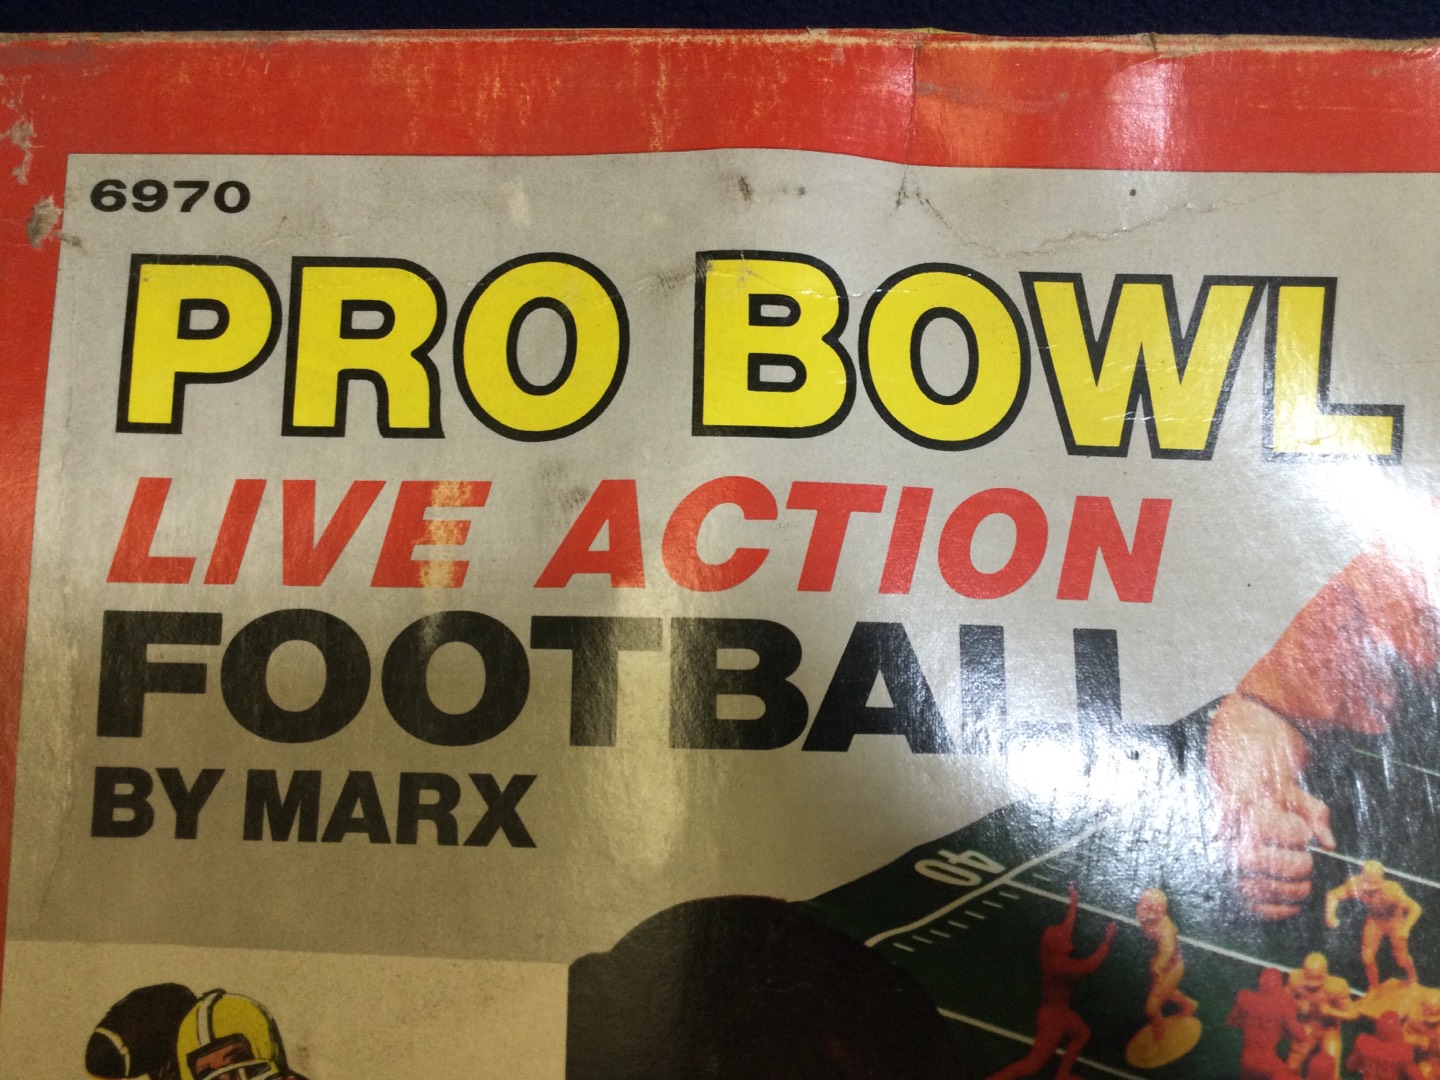 6970
PRO BOWL
LIVE ACTION
FOOTBALL
BY MARX
40